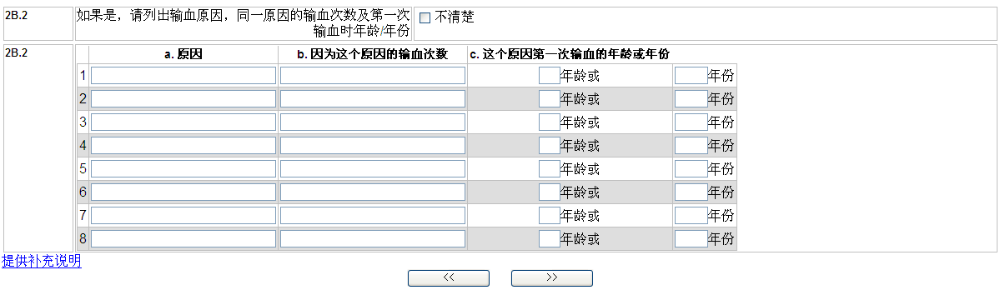 2B.2 如果是，请列出输血原因，同一原因的输血次数及第一次 不清楚
输血时年龄/年份
2B.2 a. 原因 b. 因为这个原因的输血次数 c. 这个原因第一次输血的年龄或年份
1 年龄或 年份
2 年龄或 年份
3 年龄或 年份
4 年龄或 年份
5 年龄或 年份
6 年龄或 年份
7 年龄或 年份
8 年龄或 年份
提供补充说明
<< >>